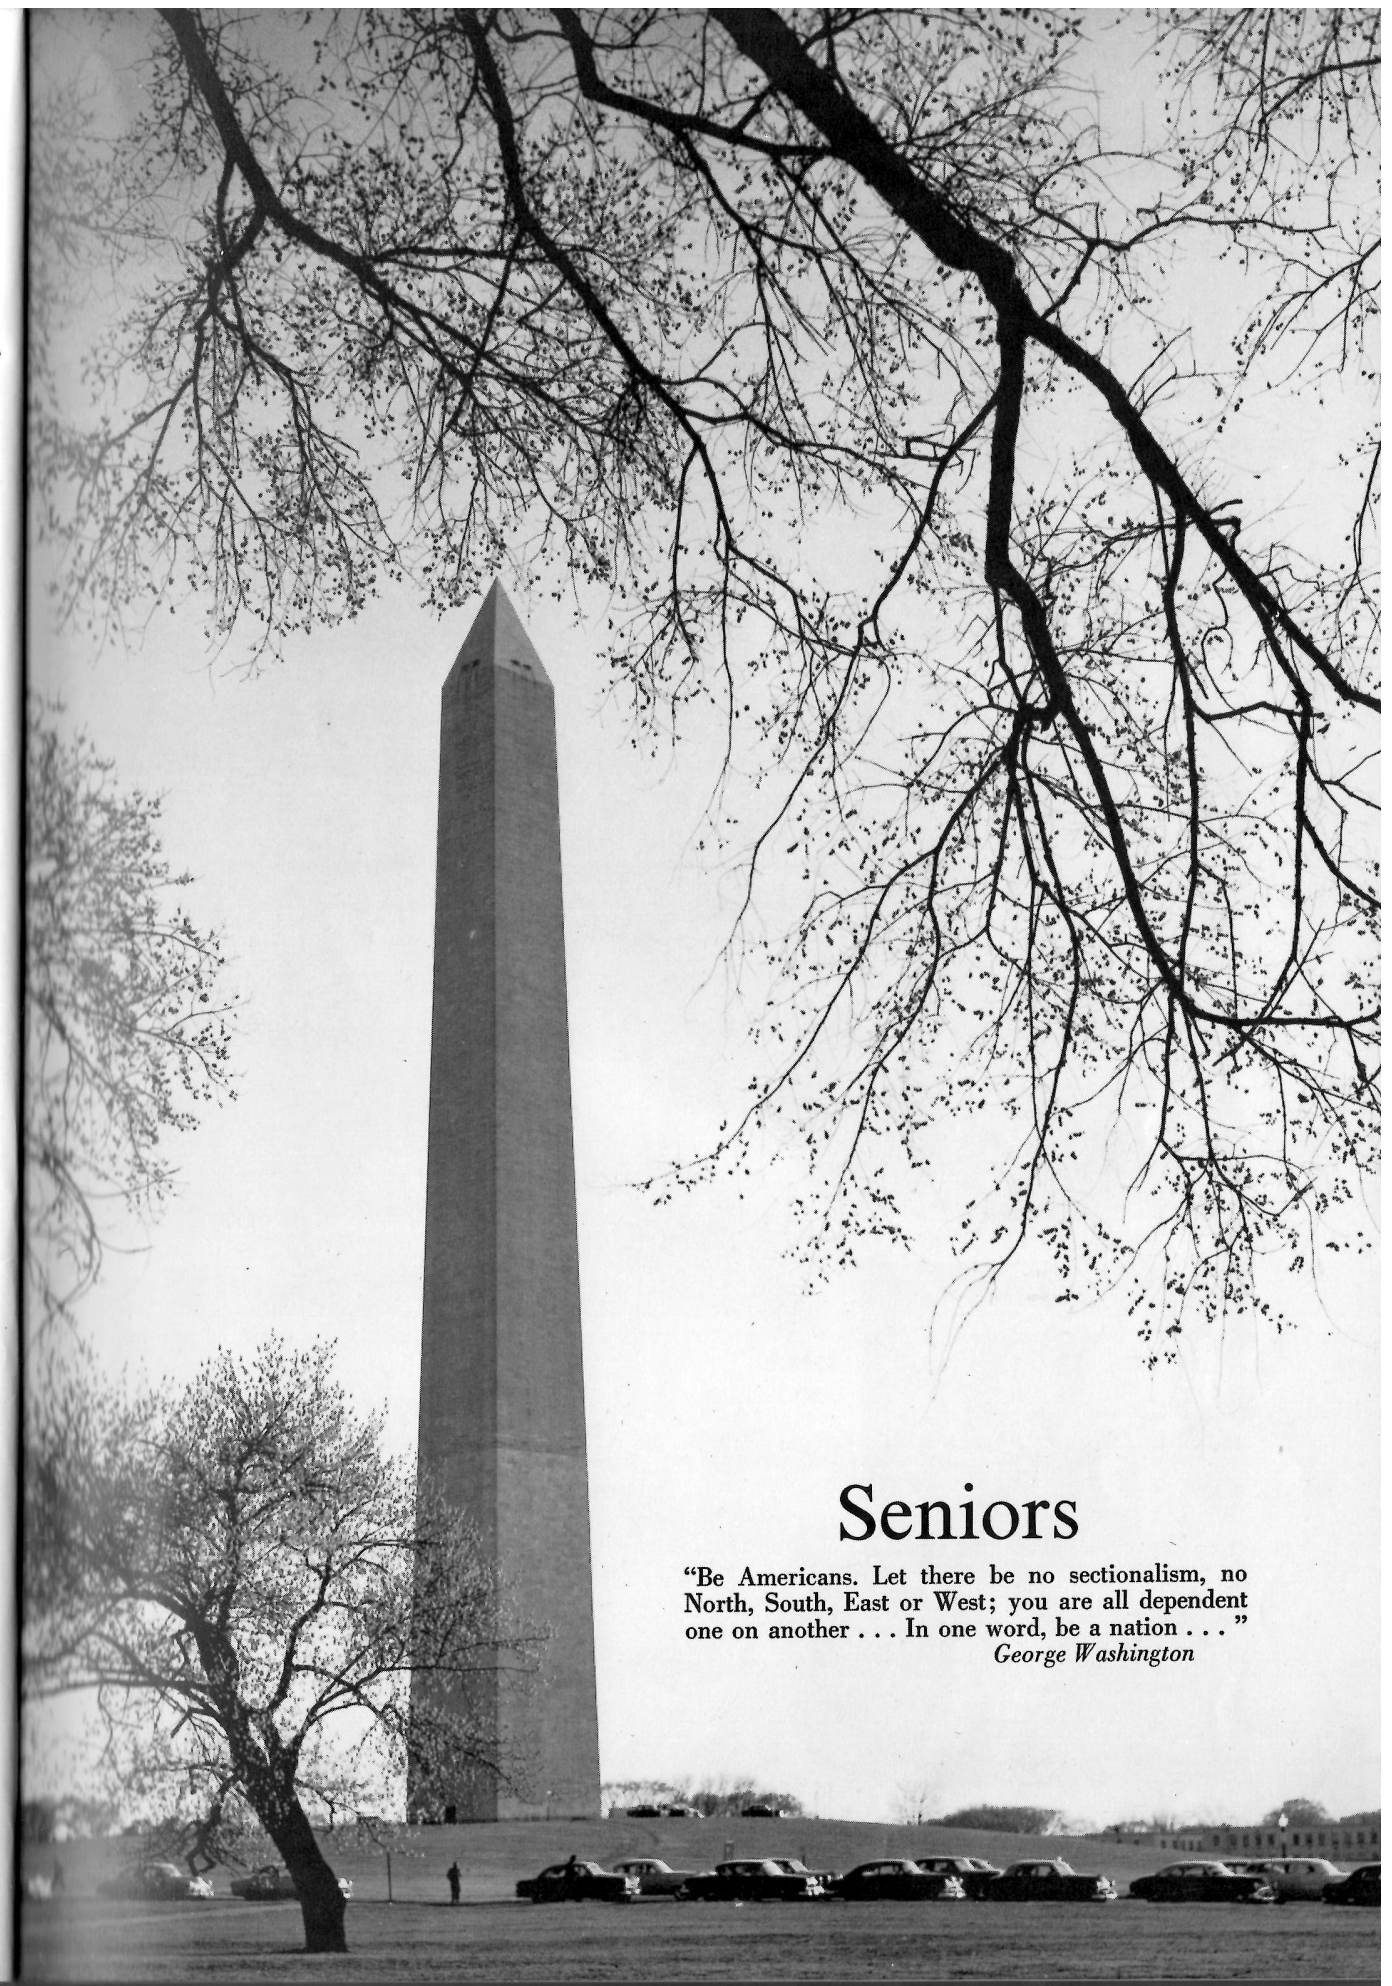 Seniors
“Be Americans. Let there be no sectionalism, no
North, South, East or West; you are all dependent
one on another . . . In one word, be a nation . . . ”
George Washington